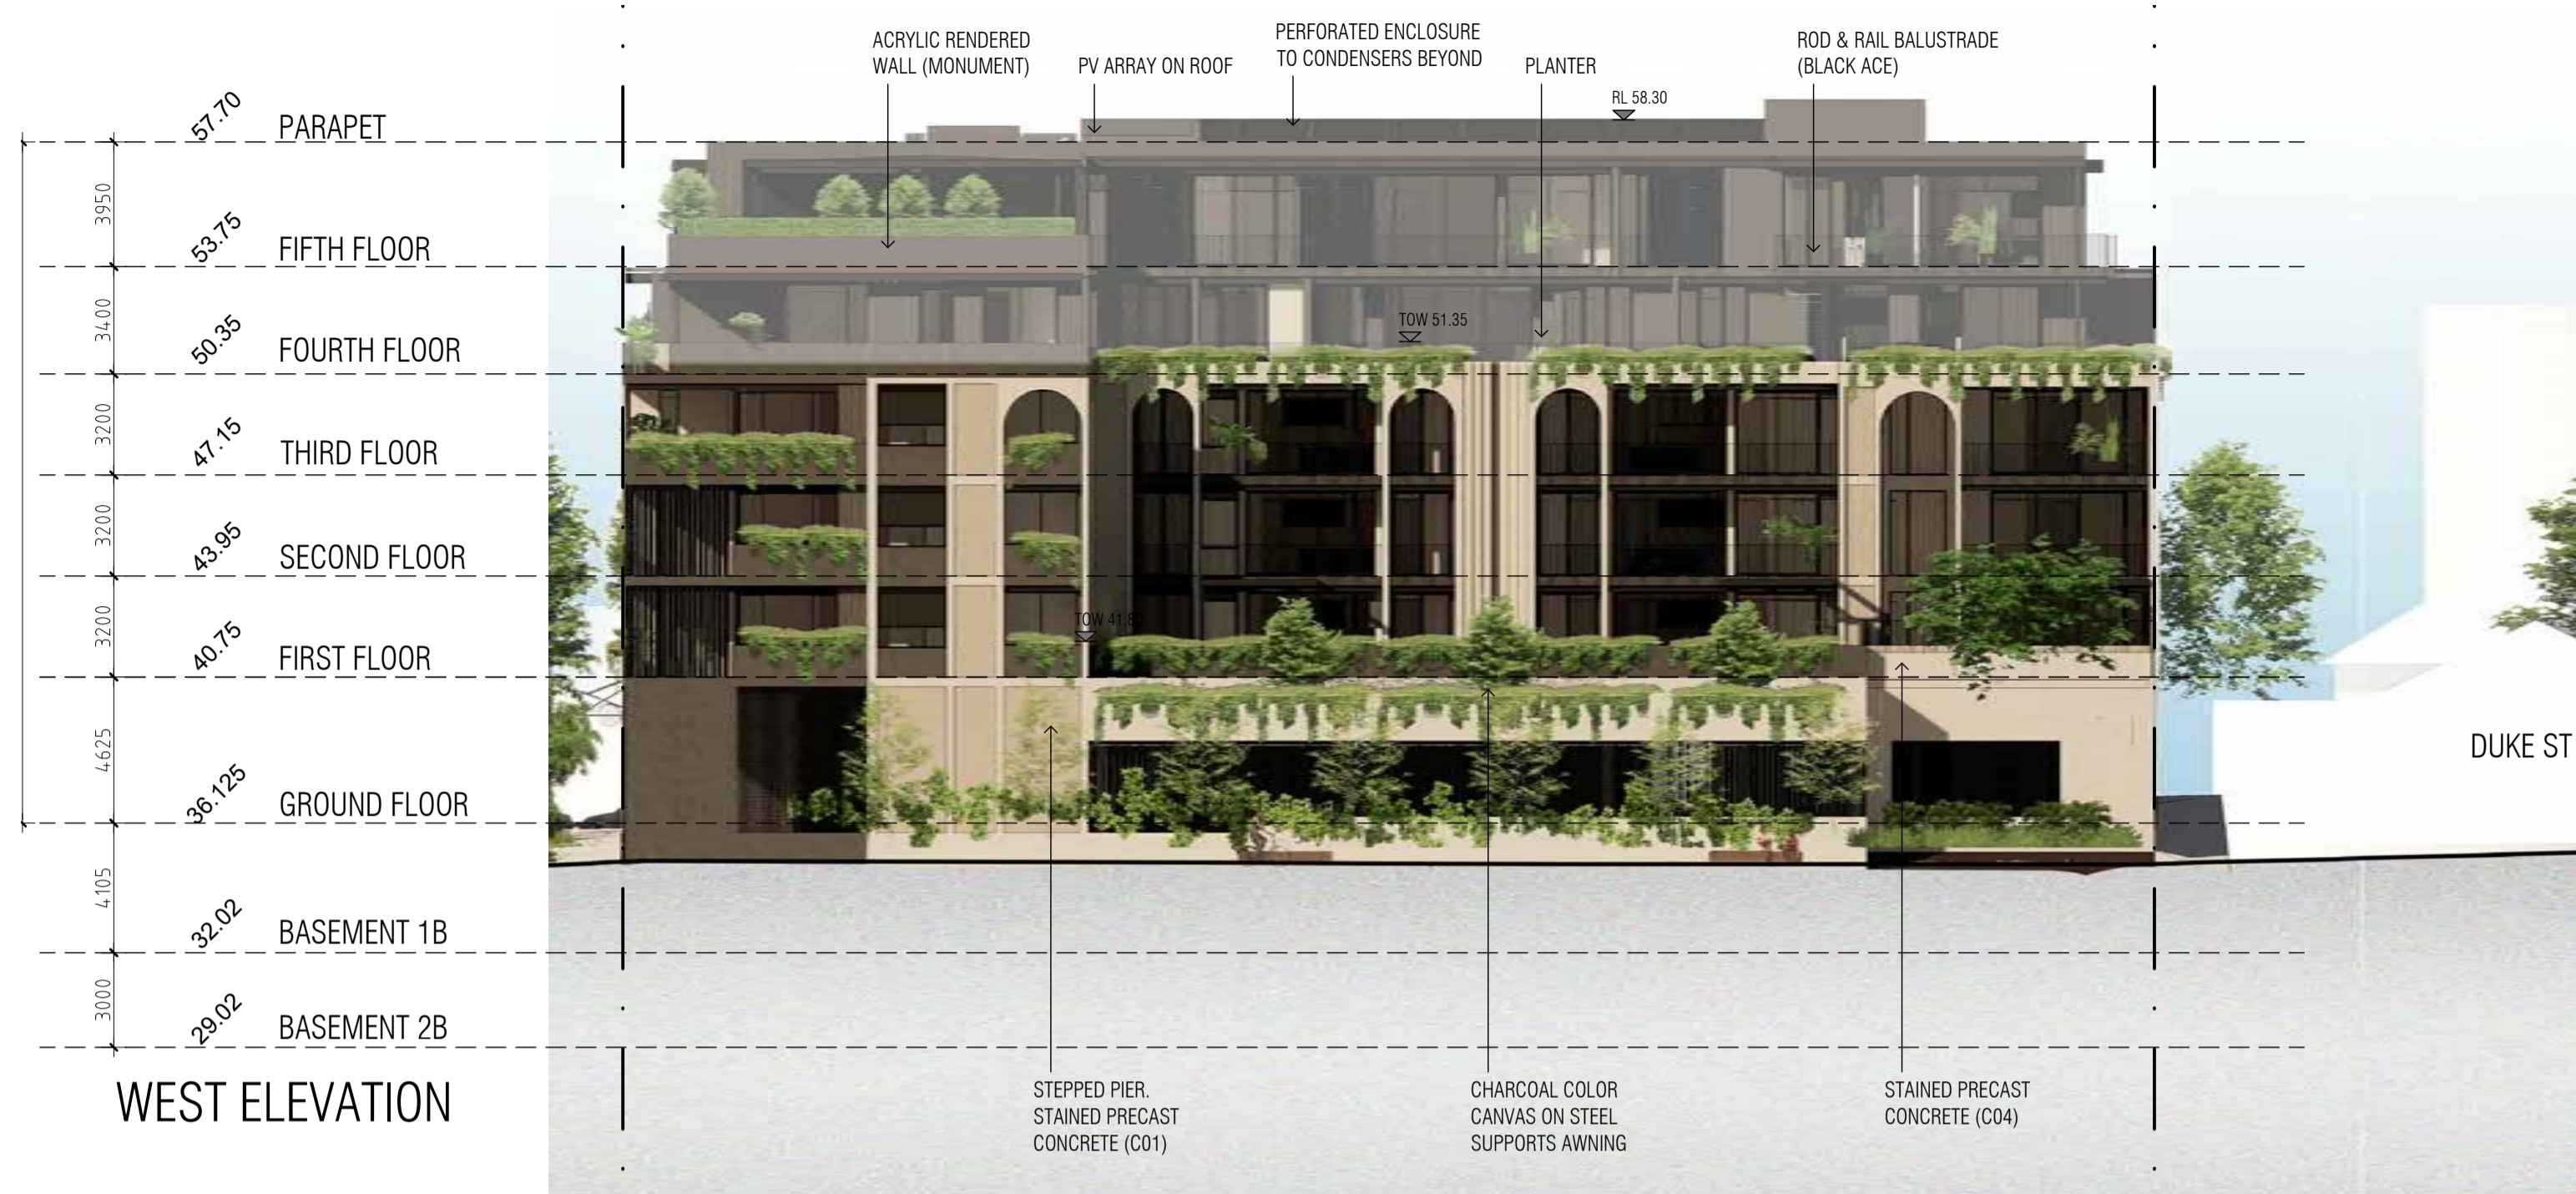 ACRYLIC RENDERED
WALL (MONUMENT)
PV ARRAY ON ROOF
PERFORATED ENCLOSURE
TO CONDENSERS BEYOND
PLANTER
ROD & RAIL BALUSTRADE
(BLACK ACE)
RL 58.30
57.70 PARAPET
3950
53.75 FIFTH FLOOR
3400
TOW 51.35
50.35 FOURTH FLOOR
3200
47.15 THIRD FLOOR
3200
43.95 SECOND FLOOR
3200
TOW 41.80
40.75 FIRST FLOOR
4625
DUKE ST
36.125 GROUND FLOOR
4105
32.02 BASEMENT 1B
3000
29.02 BASEMENT 2B
WEST ELEVATION
STEPPED PIER.
STAINED PRECAST
CONCRETE (C01)
CHARCOAL COLOR
CANVAS ON STEEL
SUPPORTS AWNING
STAINED PRECAST
CONCRETE (C04)